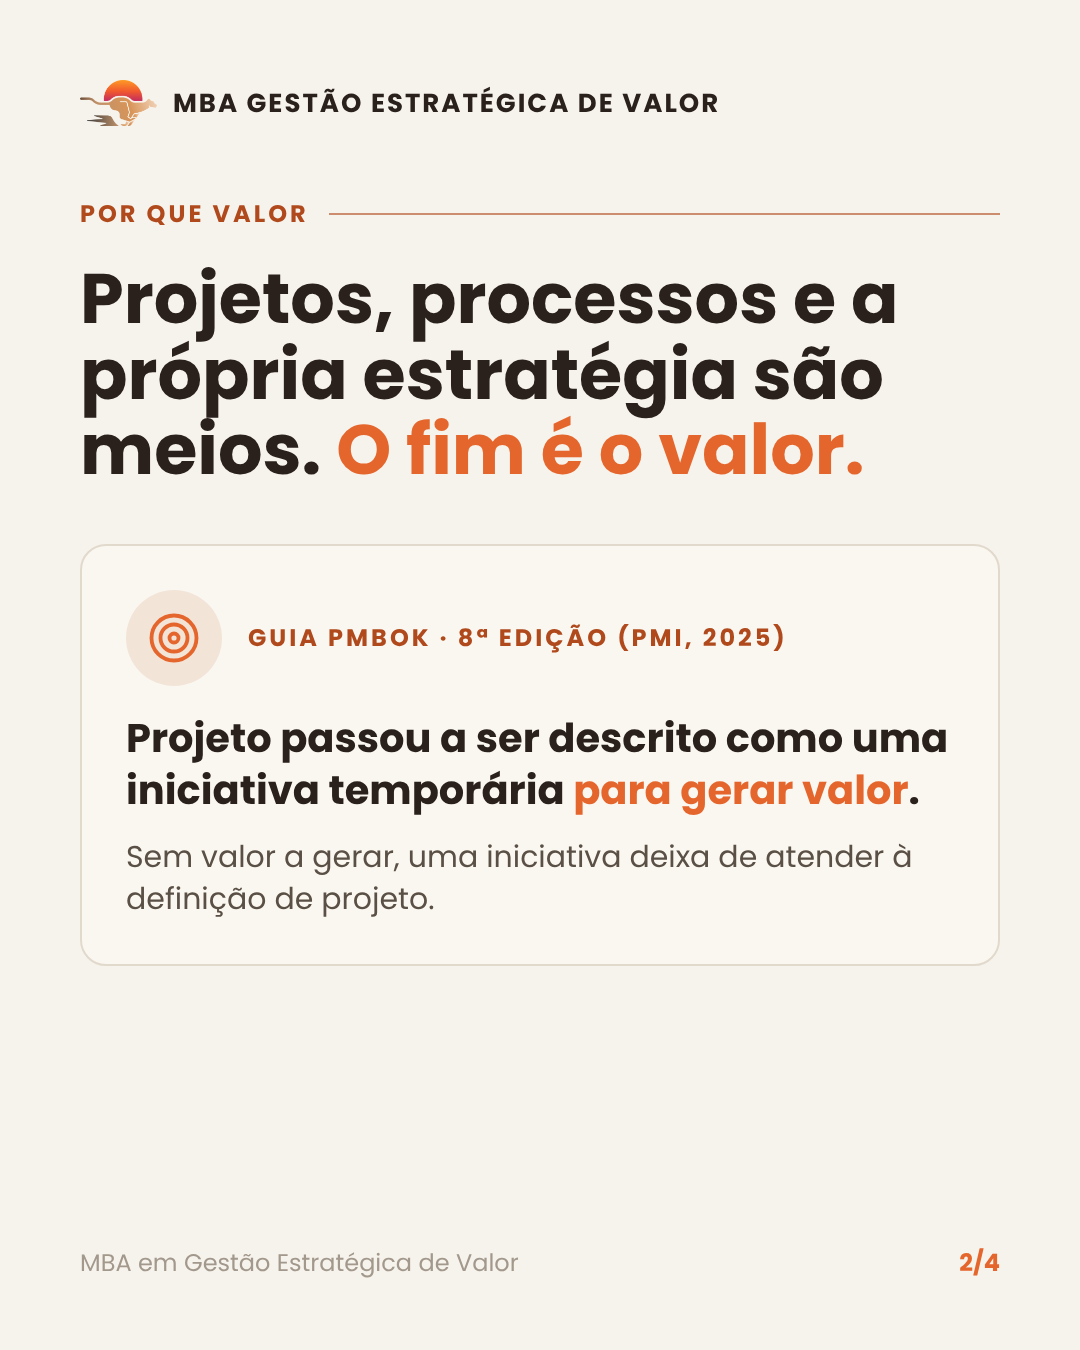 MBA GESTÃO ESTRATÉGICA DE VALOR
POR QUE VALOR
Projetos, processos e a
própria estratégia são
meios. O fim é o valor.
GUIA PMBOK · 8ª EDIÇÃO (PMI, 2025)
Projeto passou a ser descrito como uma
iniciativa temporária para gerar valor.
Sem valor a gerar, uma iniciativa deixa de atender à
definição de projeto.
MBA em Gestão Estratégica de Valor
2/4